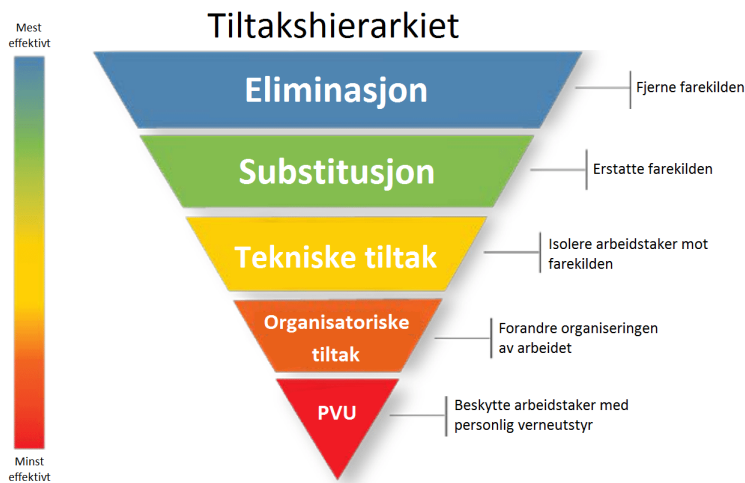 Tiltakshierarkiet
Mest
effektivt
Eliminasjon
Fjerne farekilden
Substitusjon
Erstatte farekilden
Tekniske tiltak
Isolere arbeidstaker mot
farekilden
Organisatoriske
tiltak
Forandre organiseringen
av arbeidet
PVU
Beskytte arbeidstaker med
personlig verneutstyr
Minst
effektivt